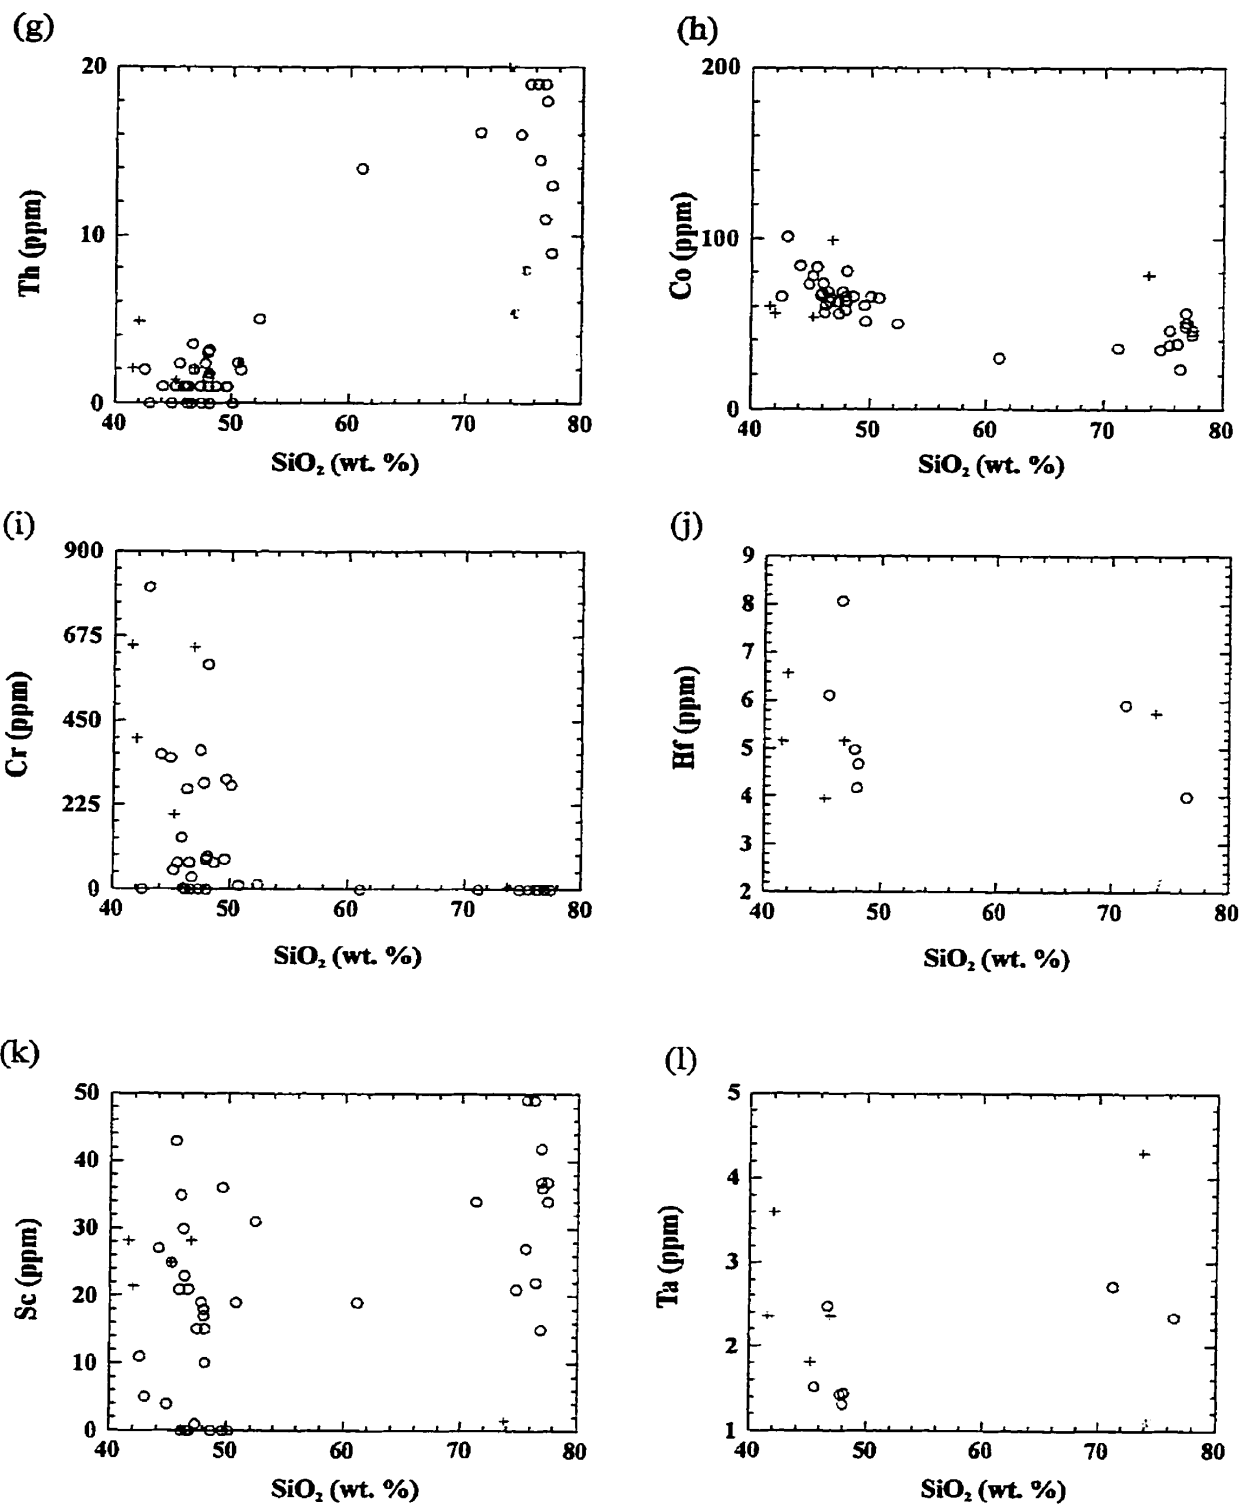 (g)
20
10
0
Th (ppm)
40 50 60 70 80
SiO₂ (wt. %)
(h)
200
100
0
Co (ppm)
40 50 60 70 80
SiO₂ (wt. %)
(i)
900
675
450
225
0
Cr (ppm)
40 50 60 70 80
SiO₂ (wt. %)
(j)
9
8
7
6
5
4
3
2
Hf (ppm)
40 50 60 70 80
SiO₂ (wt. %)
(k)
50
40
30
20
10
0
Sc (ppm)
40 50 60 70 80
SiO₂ (wt. %)
(l)
5
4
3
2
1
Ta (ppm)
40 50 60 70 80
SiO₂ (wt. %)